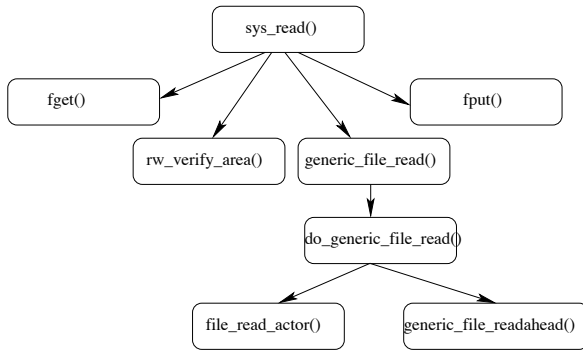 sys_read()
fget()
fput()
rw_verify_area()
generic_file_read()
do_generic_file_read()
file_read_actor()
generic_file_readahead()